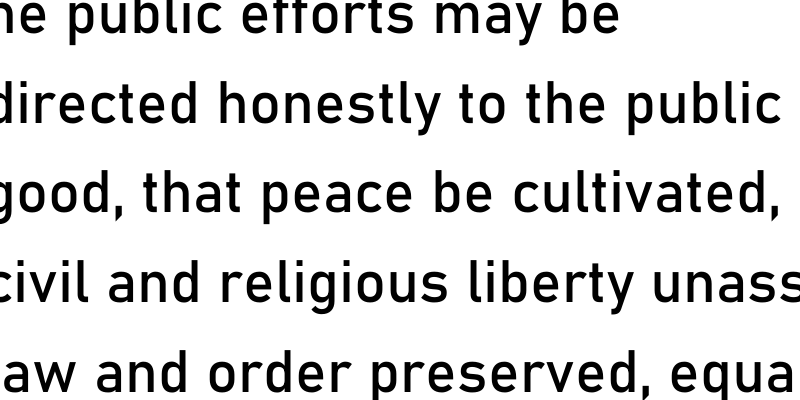 he public efforts may be
directed honestly to the public
good, that peace be cultivated,
civil and religious liberty unass
law and order preserved, equa